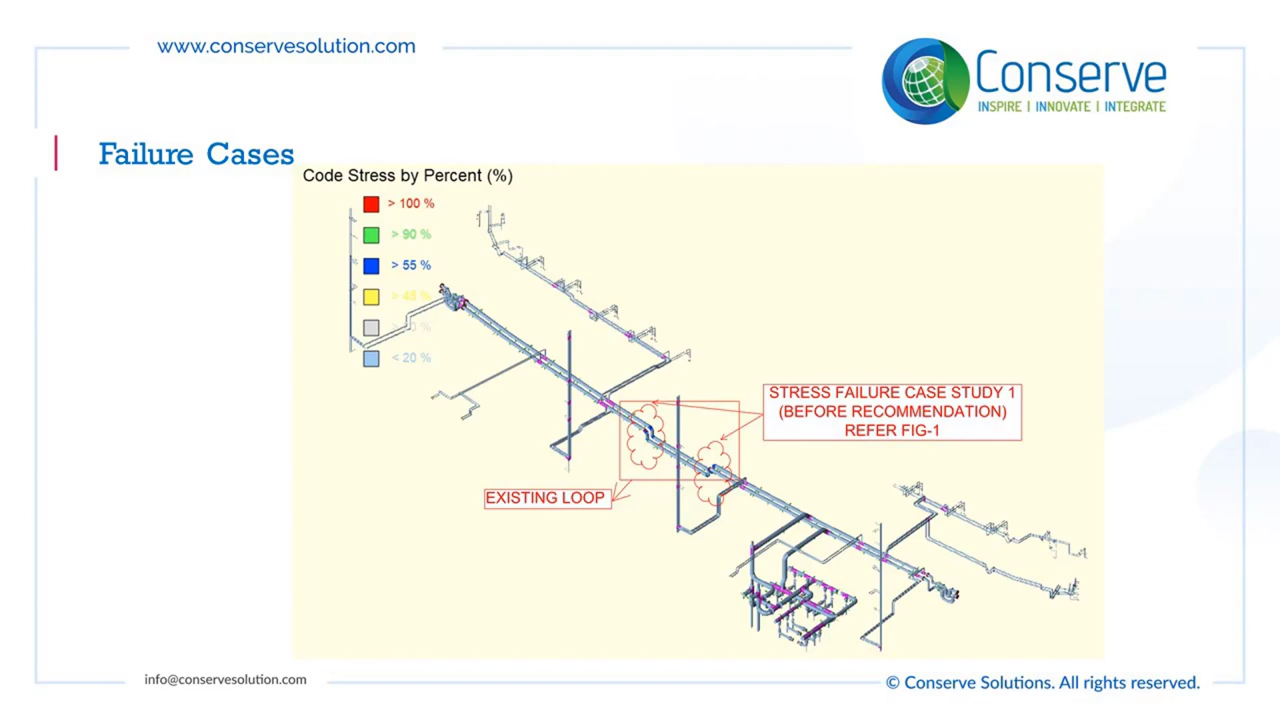 www.conservesolution.com
Conserve
INSPIRE | INNOVATE | INTEGRATE
Failure Cases
Code Stress by Percent (%)
> 100 %
> 90 %
> 55 %
> 45 %
< 20 %
STRESS FAILURE CASE STUDY 1
(BEFORE RECOMMENDATION)
REFER FIG-1
EXISTING LOOP
info@conservesolution.com
© Conserve Solutions. All rights reserved.